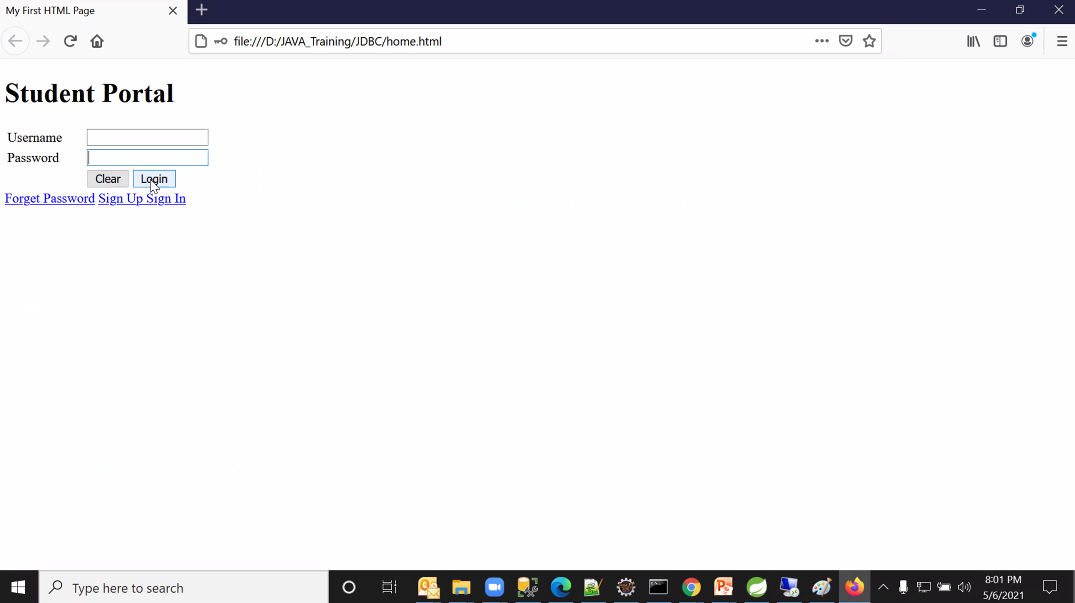 My First HTML Page
file:///D:/JAVA_Training/JDBC/home.html
Student Portal
Username
Password
Clear Login
Forget Password Sign Up Sign In
Type here to search
8:01 PM
5/6/2021